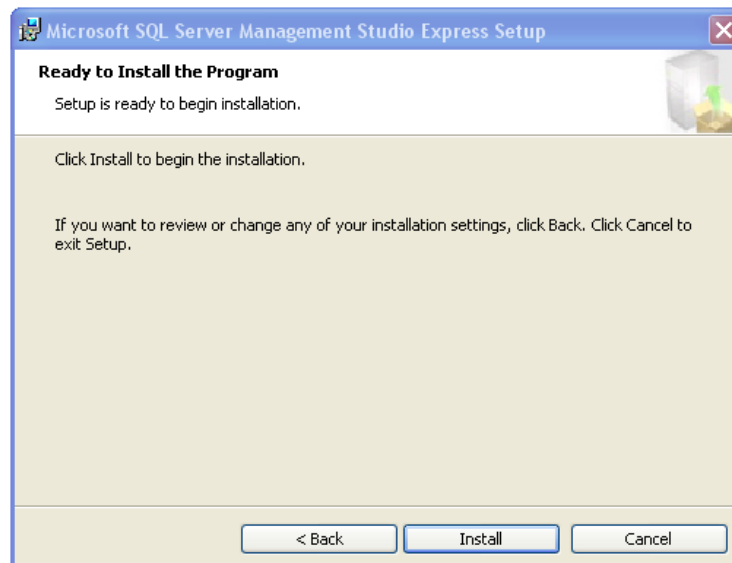 Microsoft SQL Server Management Studio Express Setup
Ready to Install the Program
Setup is ready to begin installation.
Click Install to begin the installation.
If you want to review or change any of your installation settings, click Back. Click Cancel to
exit Setup.
< Back
Install
Cancel